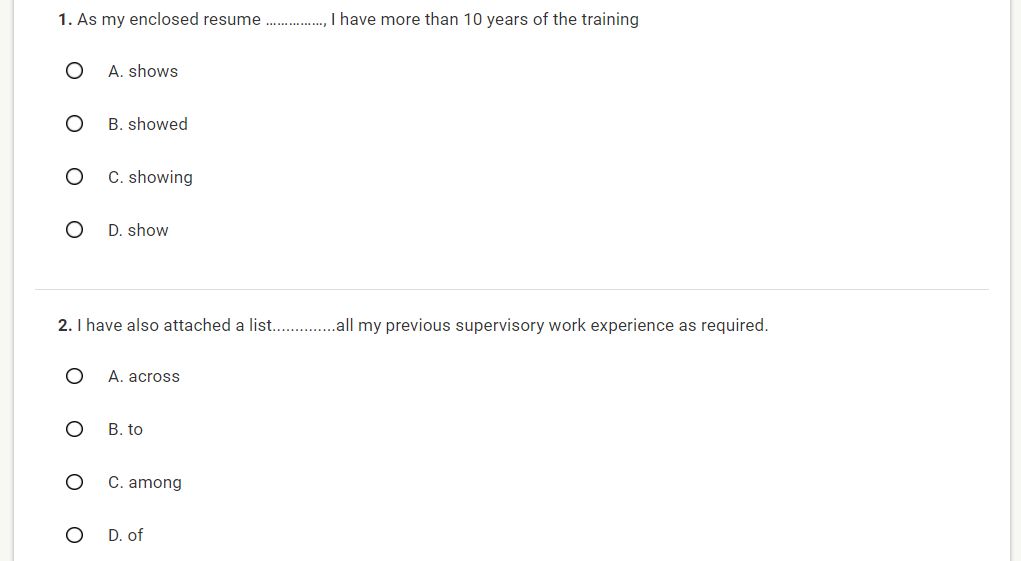 1. As my enclosed resume ..............., I have more than 10 years of the training
A. shows
B. showed
C. showing
D. show
2. I have also attached a list..............all my previous supervisory work experience as required.
A. across
B. to
C. among
D. of